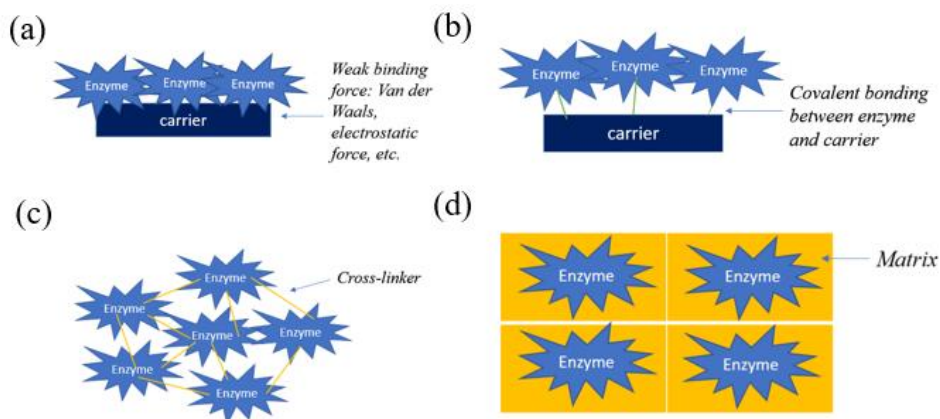 (a)
Enzyme Enzyme Enzyme
carrier
Weak binding
force: Van der
Waals,
electrostatic
force, etc.
(b)
Enzyme Enzyme Enzyme
carrier
Covalent bonding
between enzyme
and carrier
(c)
Enzyme
Cross-linker
Enzyme
Enzyme Enzyme
Enzyme
Enzyme
(d)
Enzyme Enzyme
Matrix
Enzyme Enzyme